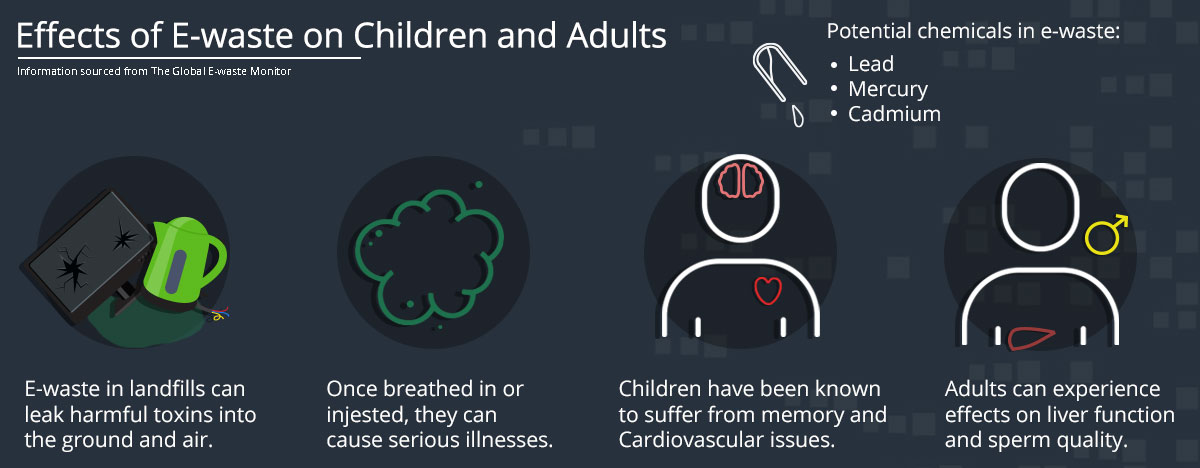 Effects of E-waste on Children and Adults
Information sourced from The Global E-waste Monitor
Potential chemicals in e-waste:
• Lead
• Mercury
• Cadmium
E-waste in landfills can
leak harmful toxins into
the ground and air.
Once breathed in or
injested, they can
cause serious illnesses.
Children have been known
to suffer from memory and
Cardiovascular issues.
Adults can experience
effects on liver function
and sperm quality.